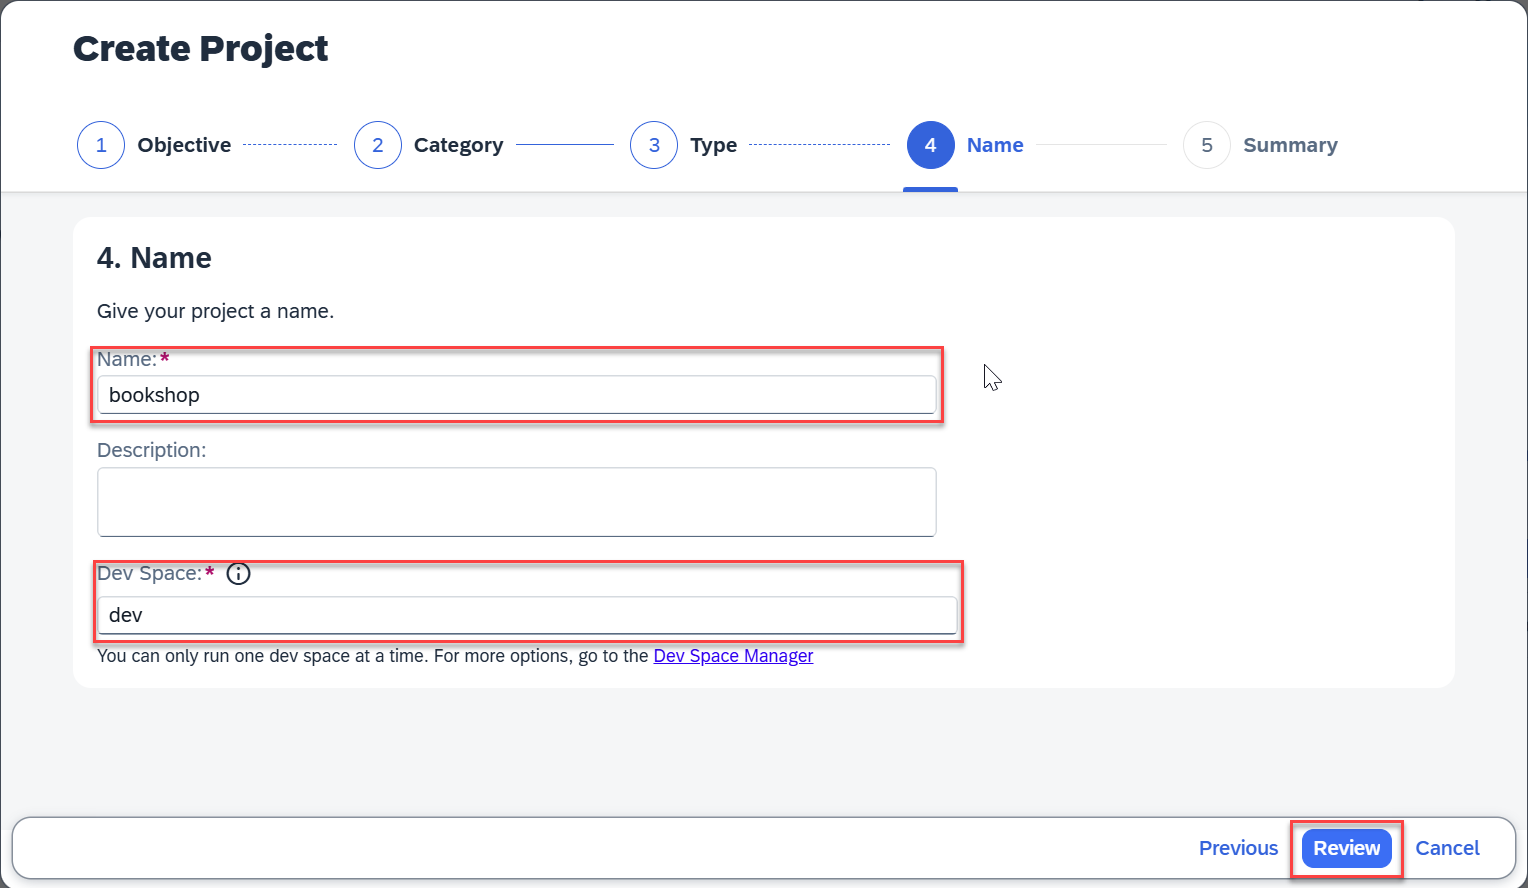 Create Project
1 Objective 2 Category 3 Type 4 Name 5 Summary
4. Name
Give your project a name.
Name:*
bookshop
Description:
Dev Space:*
dev
You can only run one dev space at a time. For more options, go to the Dev Space Manager
Previous Review Cancel